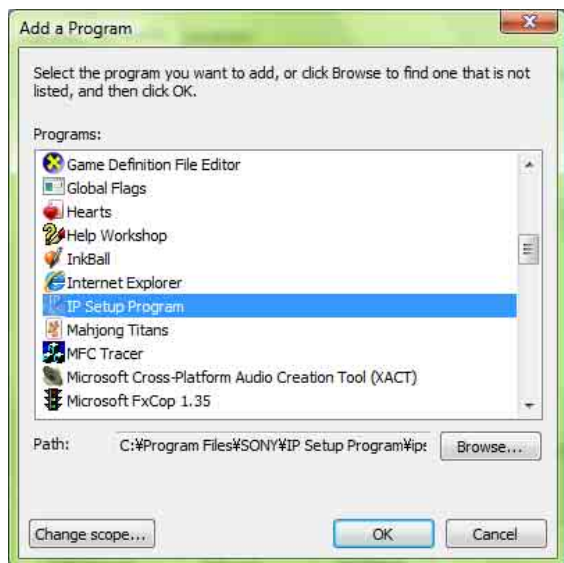 Add a Program
Select the program you want to add, or click Browse to find one that is not
listed, and then click OK.
Programs:
Game Definition File Editor
Global Flags
Hearts
Help Workshop
InkBall
Internet Explorer
IP Setup Program
Mahjong Titans
MFC Tracer
Microsoft Cross-Platform Audio Creation Tool (XACT)
Microsoft FxCop 1.35
Path: C:¥Program Files¥SONY¥IP Setup Program¥ips Browse...
Change scope... OK Cancel